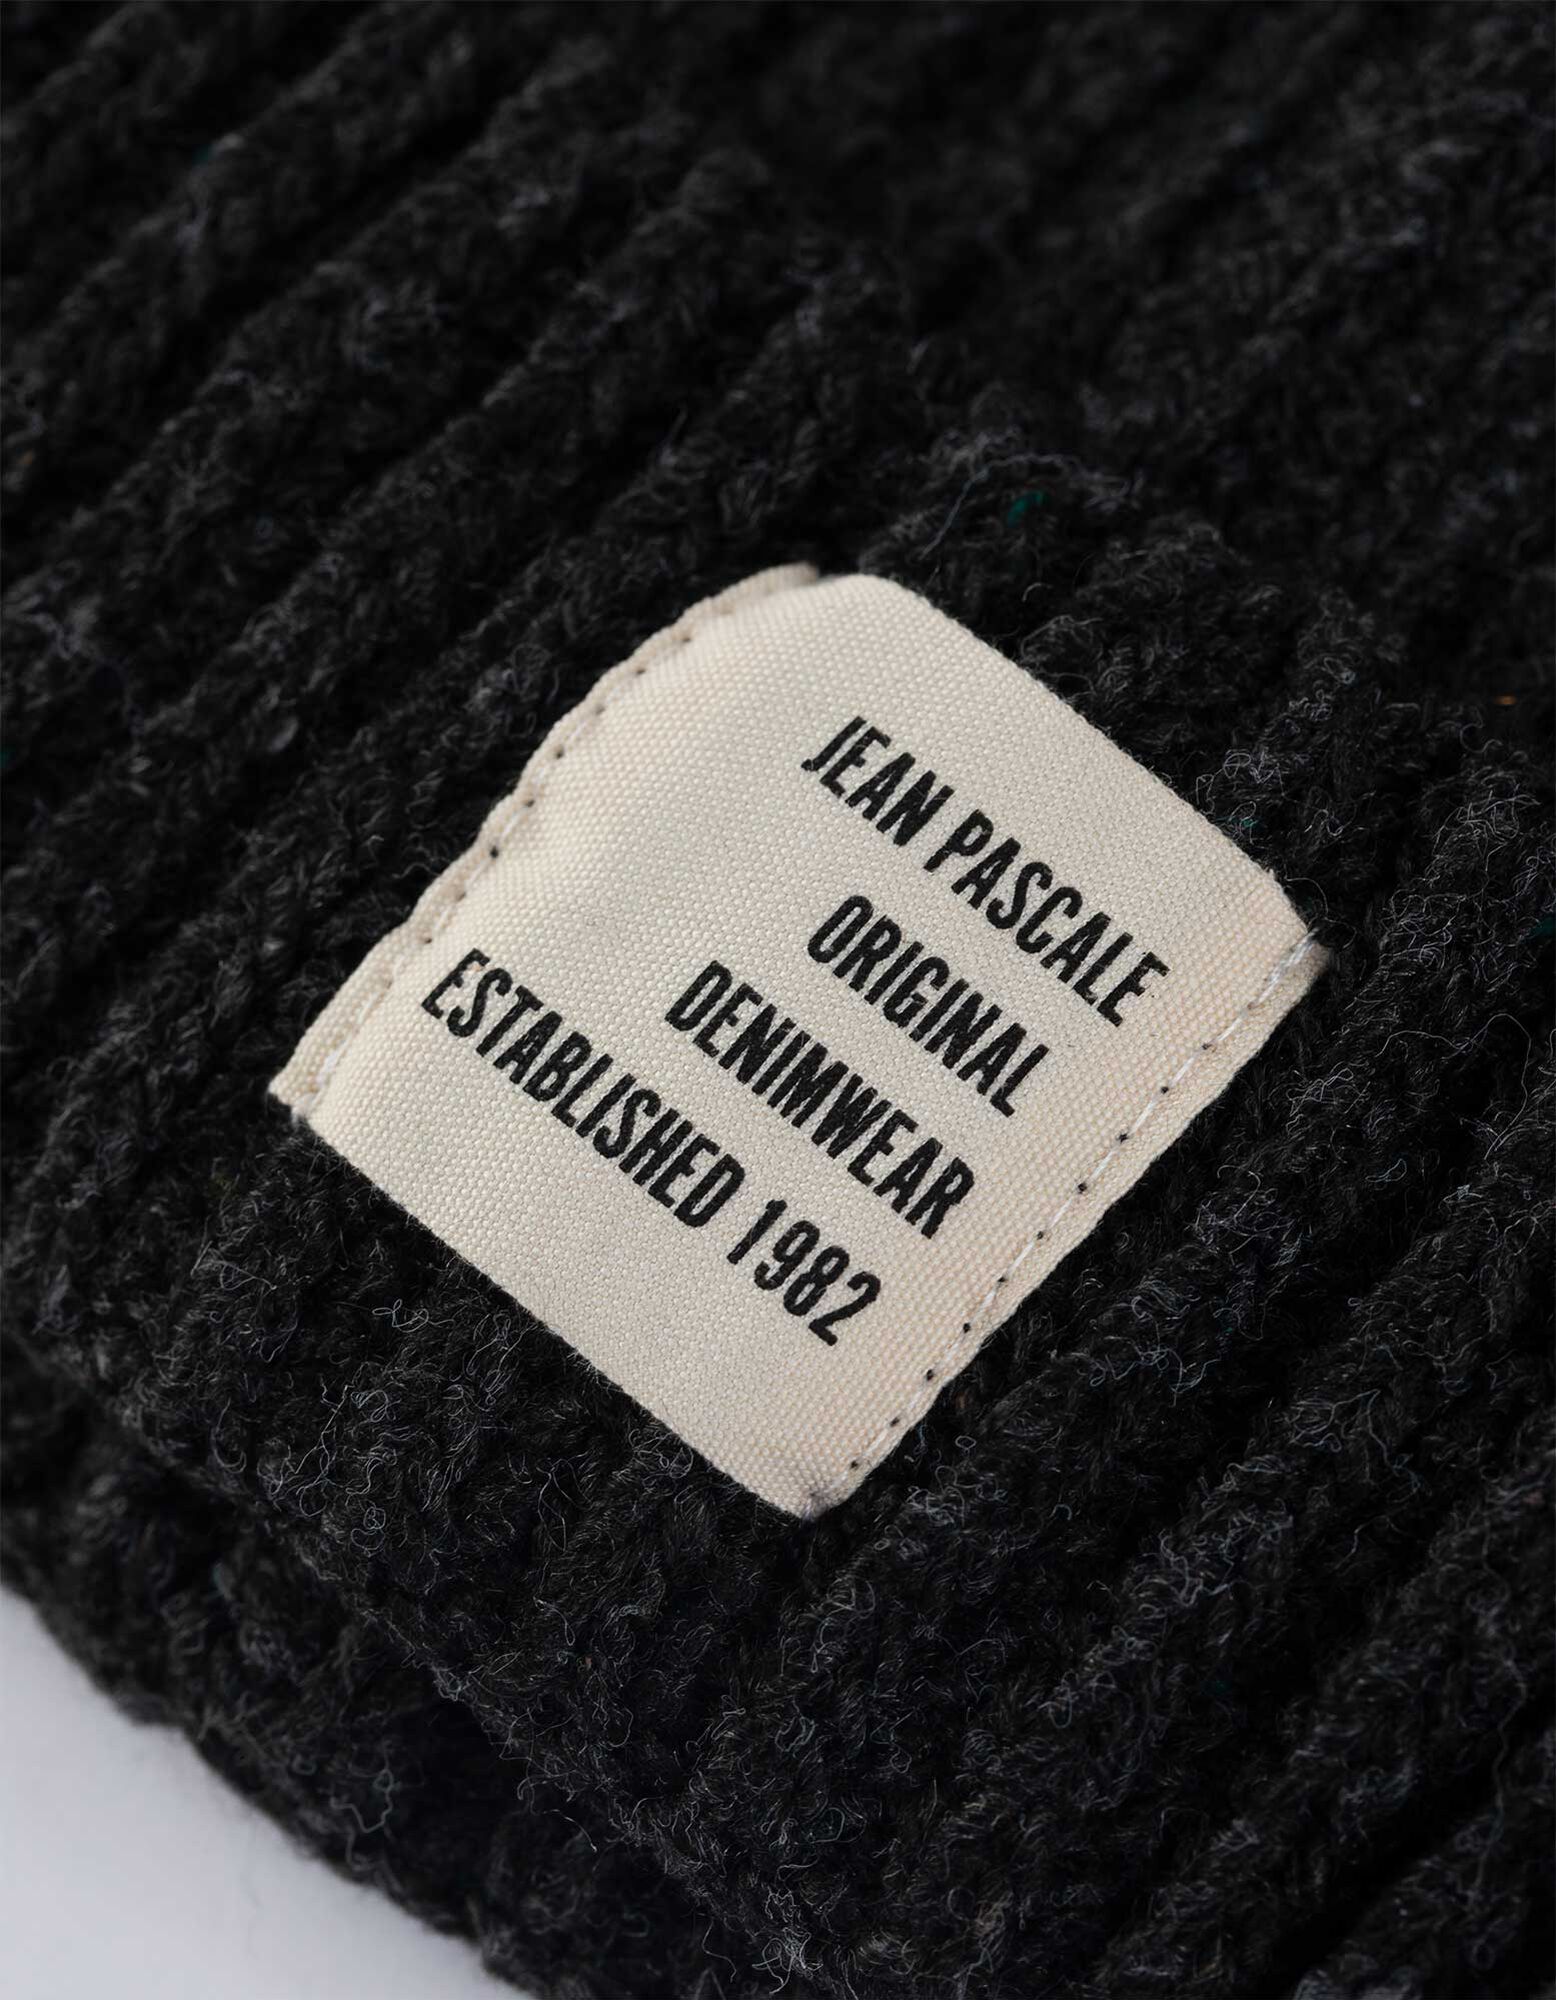 JEAN PASCALE
ORIGINAL
DENIMWEAR
ESTABLISHED 1982